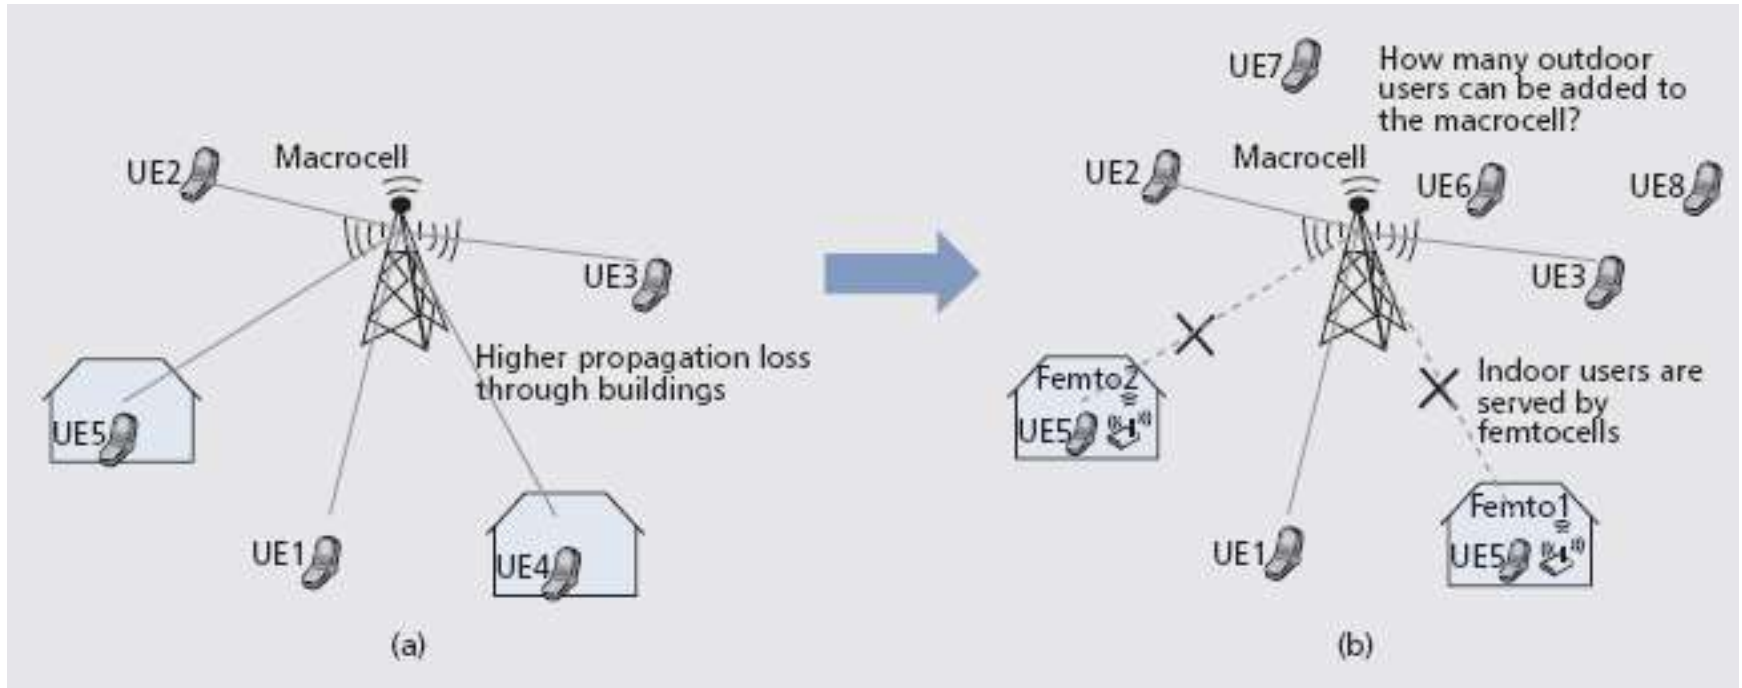 UE2
Macrocell
UE3
Higher propagation loss
through buildings
UE5
UE1
UE4
(a)
UE7
How many outdoor
users can be added to
the macrocell?
UE2
Macrocell
UE6
UE8
UE3
Femto2
UE5
Indoor users are
served by
femtocells
Femto1
UE1
UE5
(b)